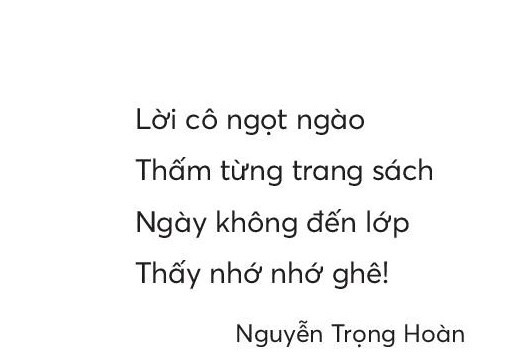 Lời cô ngọt ngào
Thấm từng trang sách
Ngày không đến lớp
Thấy nhớ nhớ ghê!
Nguyễn Trọng Hoàn